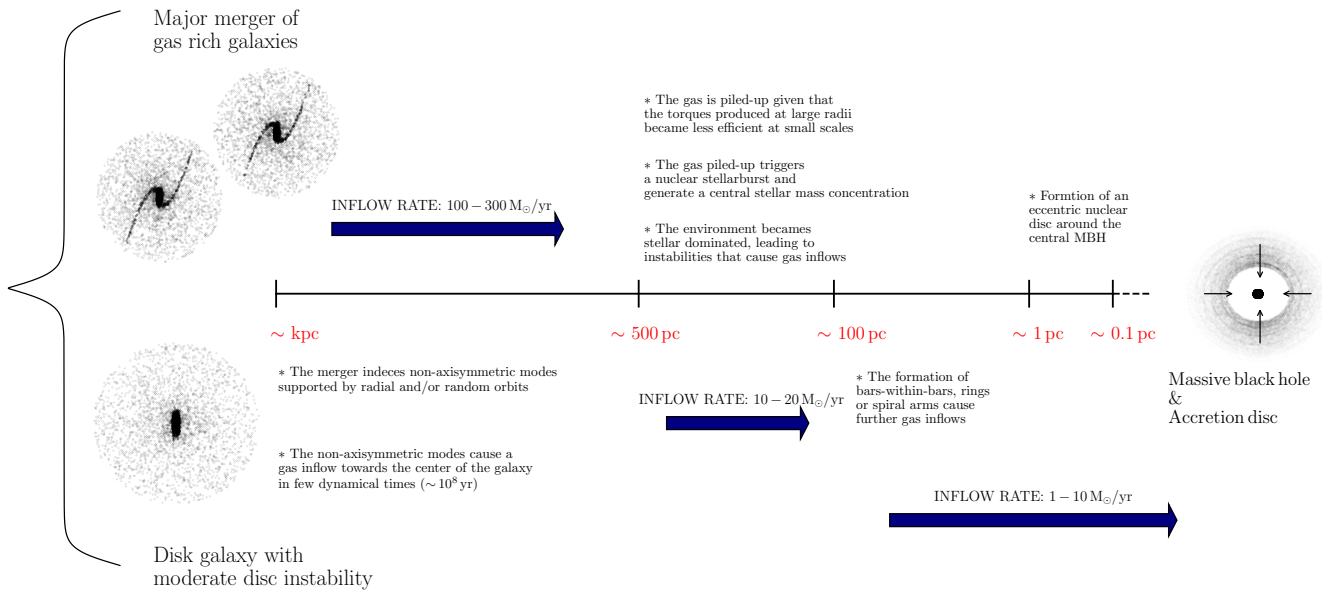 Major merger of
gas rich galaxies
∗ The gas is piled-up given that
the torques produced at large radii
became less efficient at small scales
∗ The gas piled-up triggers
a nuclear stellarburst and
generate a central stellar mass concentration
∗ The environment becames
stellar dominated, leading to
instabilities that cause gas inflows
∗ Formtion of an
eccentric nuclear
disc around the
central MBH
INFLOW RATE: 100 − 300 M☉/yr
∼ kpc
∼ 500 pc
∼ 100 pc
∼ 1 pc
∼ 0.1 pc
∗ The merger indeces non-axisymmetric modes
supported by radial and/or random orbits
∗ The non-axisymmetric modes cause a
gas inflow towards the center of the galaxy
in few dynamical times (∼ 10⁸ yr)
INFLOW RATE: 10 − 20 M☉/yr
∗ The formation of
bars-within-bars, rings
or spiral arms cause
further gas inflows
INFLOW RATE: 1 − 10 M☉/yr
Massive black hole
&
Accretion disc
Disk galaxy with
moderate disc instability